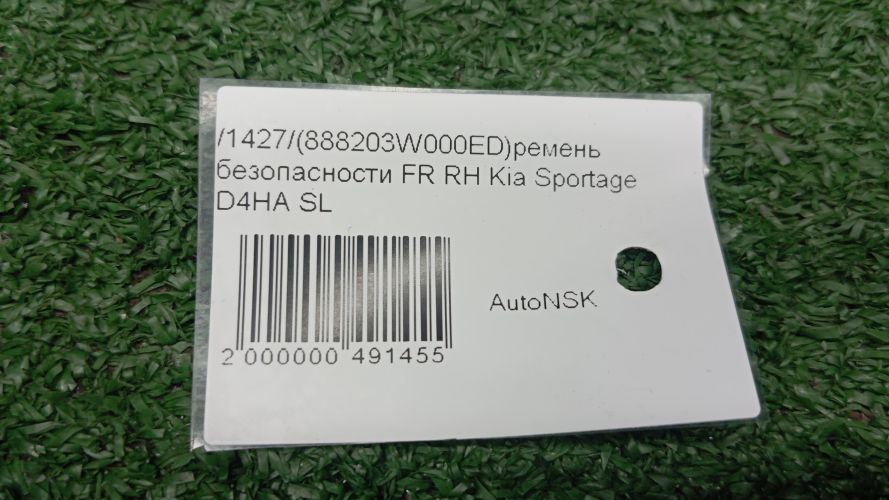 /1427/(888203W000ED)ремень
безопасности FR RH Kia Sportage
D4HA SL
AutoNSK
2 000000 491455